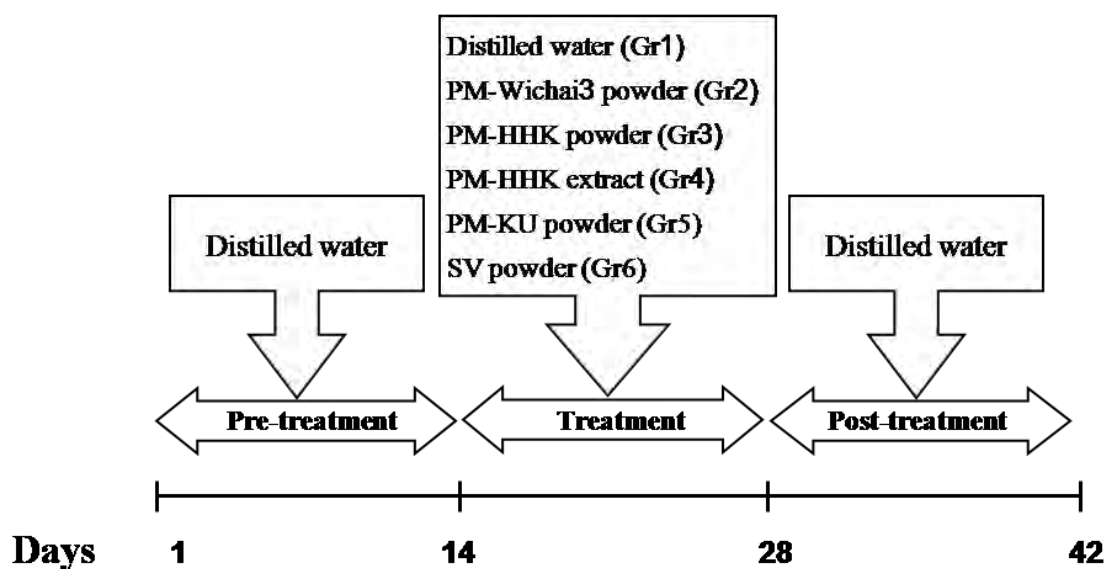 Distilled water (Gr1)
PM-Wichai3 powder (Gr2)
PM-HHK powder (Gr3)
PM-HHK extract (Gr4)
PM-KU powder (Gr5)
SV powder (Gr6)
Distilled water
Distilled water
Pre-treatment
Treatment
Post-treatment
Days 1 14 28 42